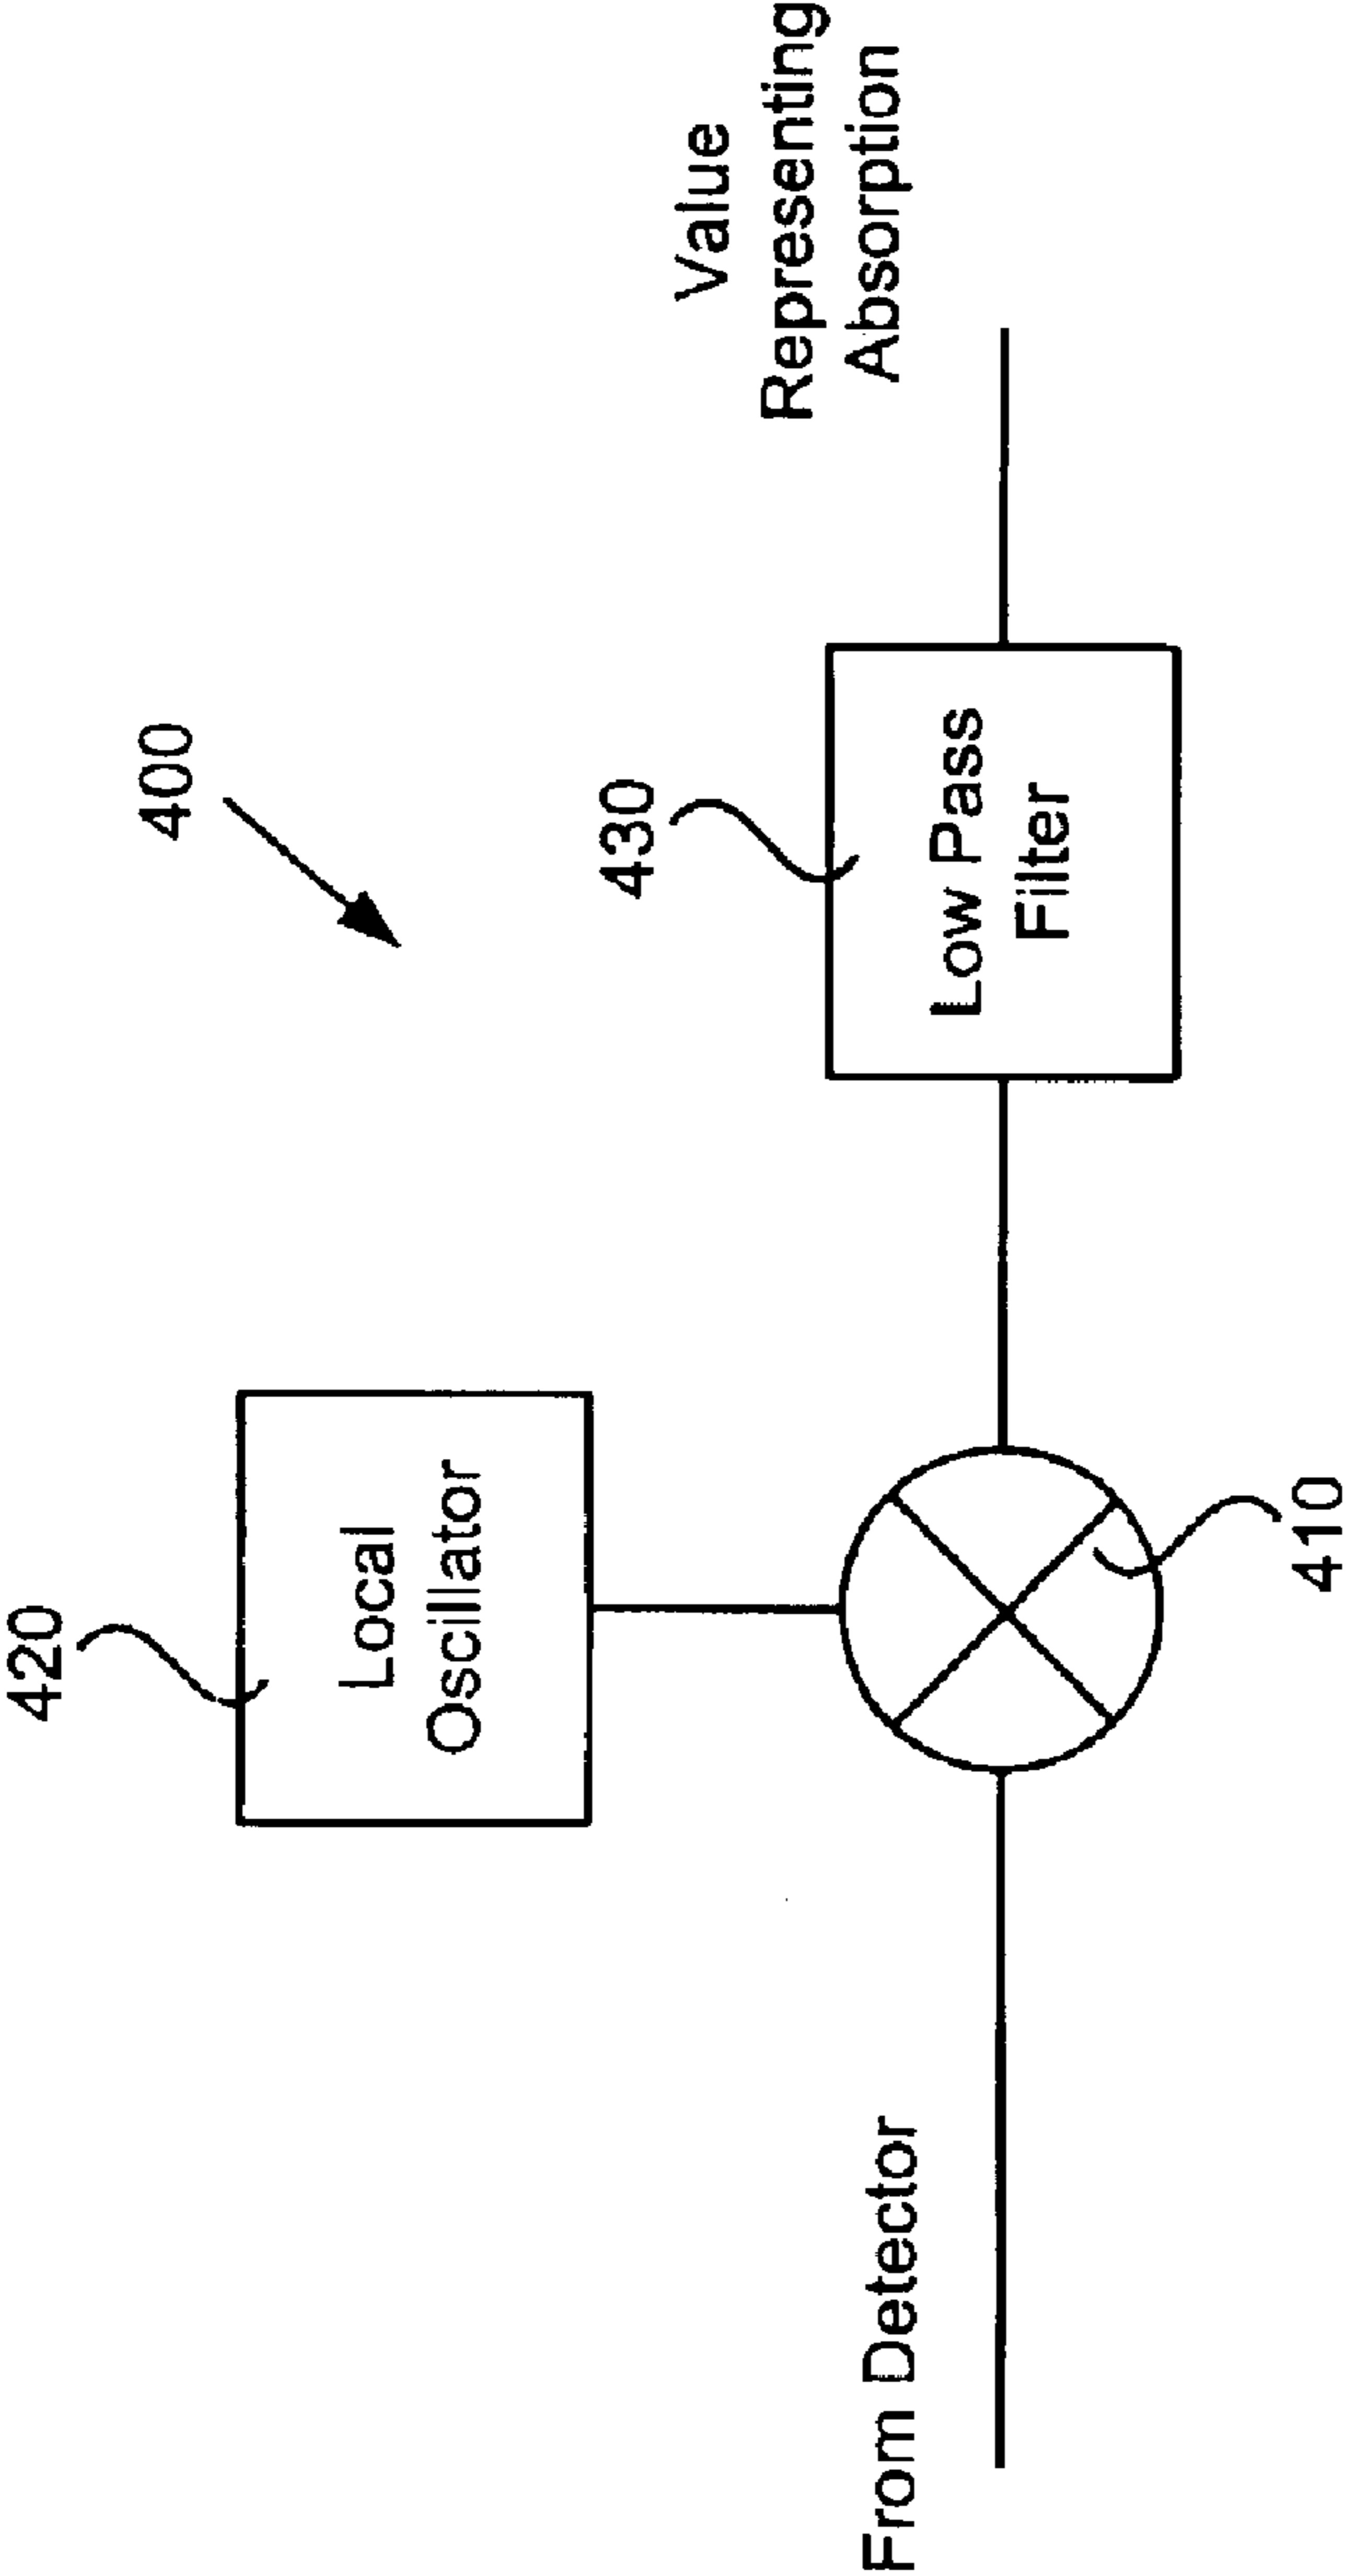 400
420
Local
Oscillator
430
Low Pass
Filter
Value
Representing
Absorption
From Detector
410